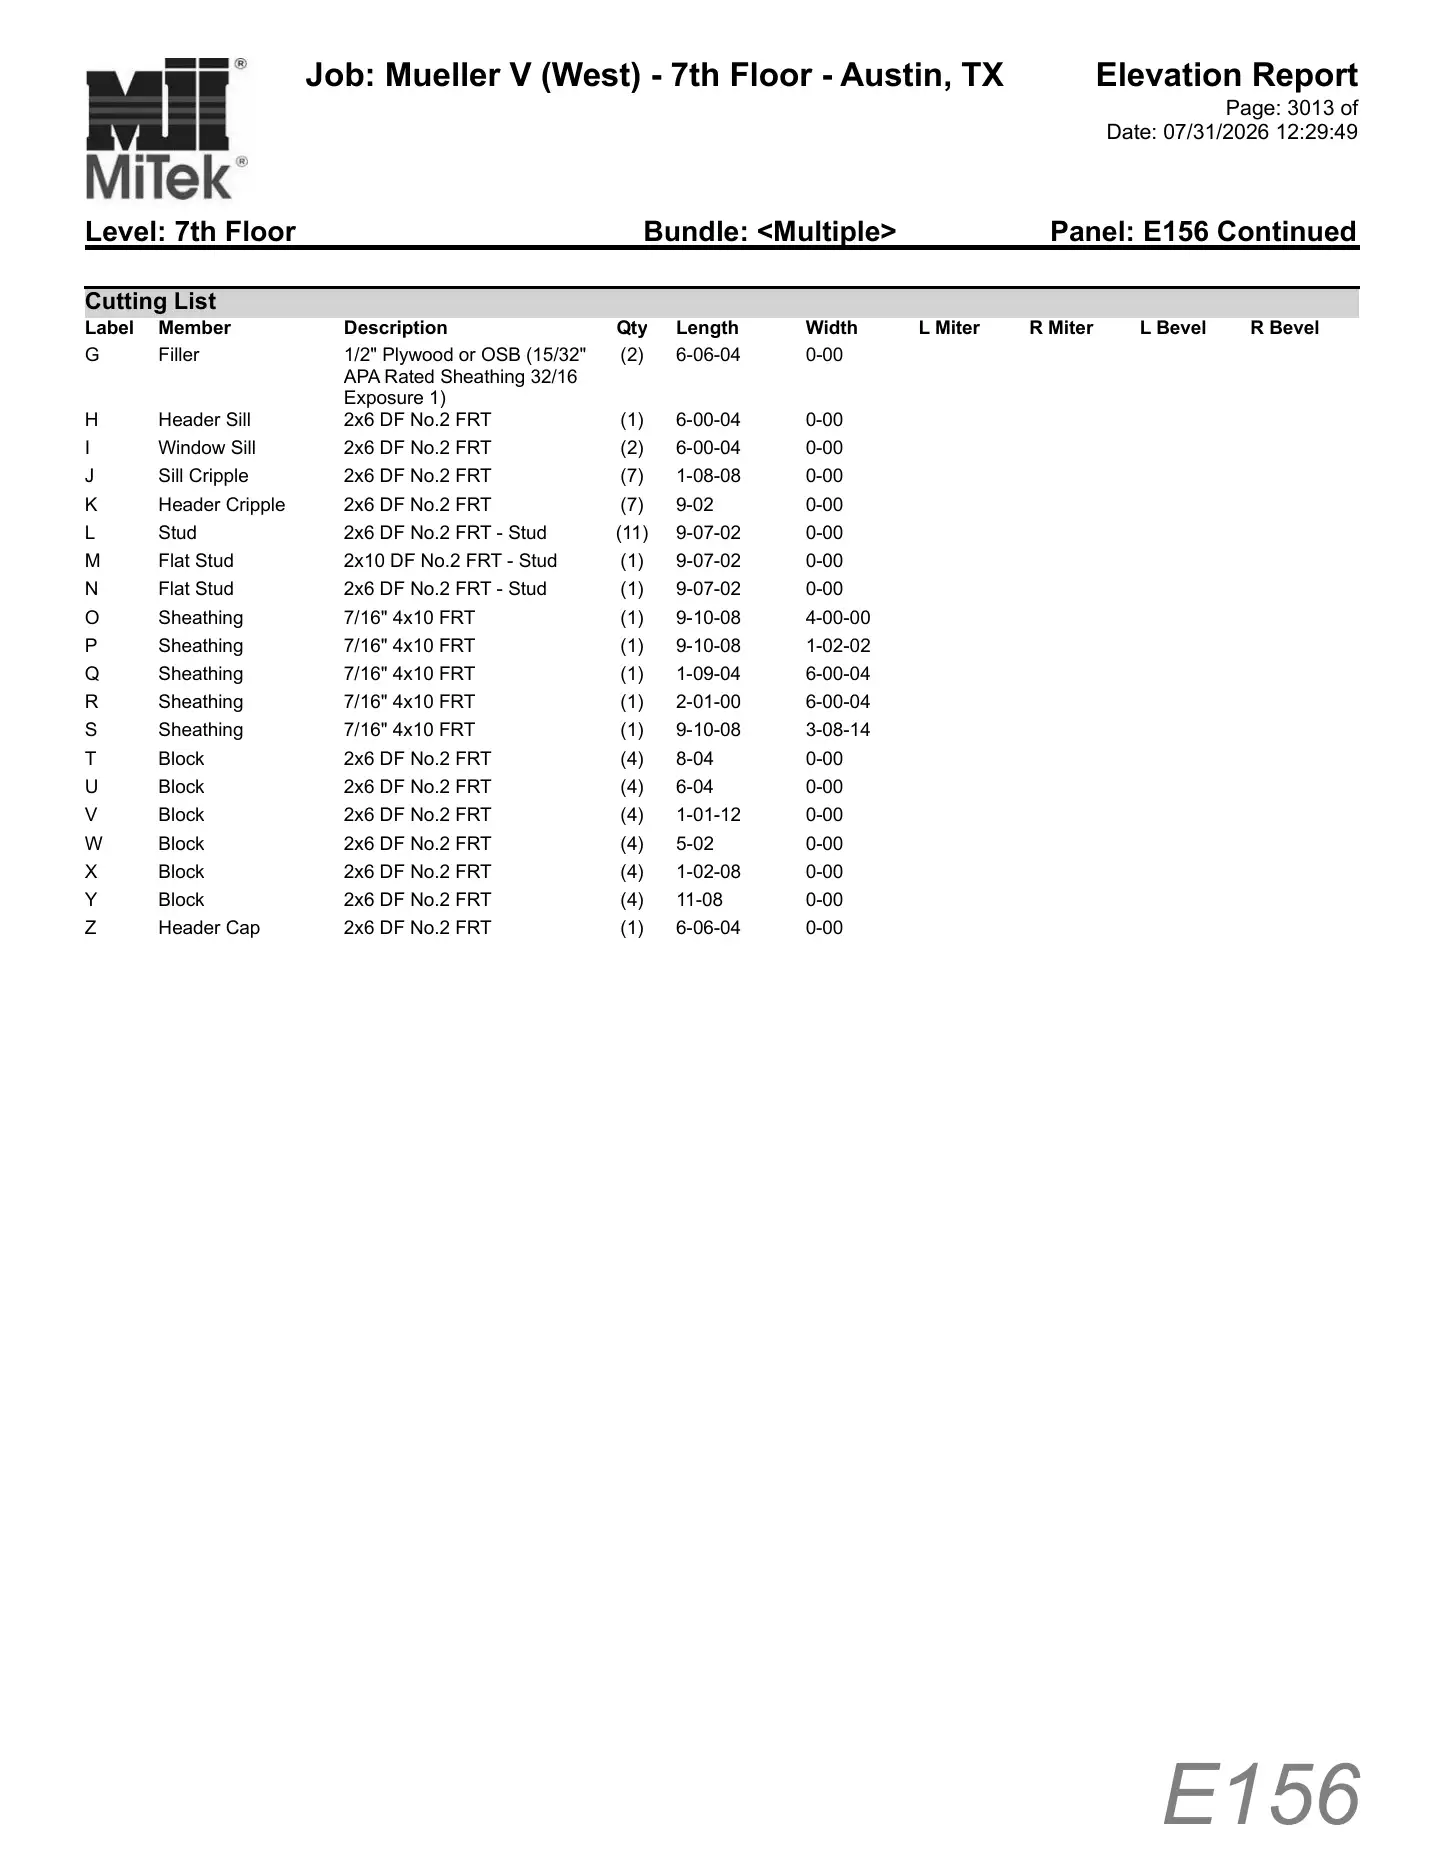 MiTek®
®
Job: Mueller V (West) - 7th Floor - Austin, TX
Elevation Report
Page: 3013 of
Date: 07/31/2026 12:29:49
Level: 7th Floor Bundle: <Multiple> Panel: E156 Continued
Cutting List
Label Member Description Qty Length Width L Miter R Miter L Bevel R Bevel
G Filler 1/2" Plywood or OSB (15/32" (2) 6-06-04 0-00
APA Rated Sheathing 32/16
Exposure 1)
H Header Sill 2x6 DF No.2 FRT (1) 6-00-04 0-00
I Window Sill 2x6 DF No.2 FRT (2) 6-00-04 0-00
J Sill Cripple 2x6 DF No.2 FRT (7) 1-08-08 0-00
K Header Cripple 2x6 DF No.2 FRT (7) 9-02 0-00
L Stud 2x6 DF No.2 FRT - Stud (11) 9-07-02 0-00
M Flat Stud 2x10 DF No.2 FRT - Stud (1) 9-07-02 0-00
N Flat Stud 2x6 DF No.2 FRT - Stud (1) 9-07-02 0-00
O Sheathing 7/16" 4x10 FRT (1) 9-10-08 4-00-00
P Sheathing 7/16" 4x10 FRT (1) 9-10-08 1-02-02
Q Sheathing 7/16" 4x10 FRT (1) 1-09-04 6-00-04
R Sheathing 7/16" 4x10 FRT (1) 2-01-00 6-00-04
S Sheathing 7/16" 4x10 FRT (1) 9-10-08 3-08-14
T Block 2x6 DF No.2 FRT (4) 8-04 0-00
U Block 2x6 DF No.2 FRT (4) 6-04 0-00
V Block 2x6 DF No.2 FRT (4) 1-01-12 0-00
W Block 2x6 DF No.2 FRT (4) 5-02 0-00
X Block 2x6 DF No.2 FRT (4) 1-02-08 0-00
Y Block 2x6 DF No.2 FRT (4) 11-08 0-00
Z Header Cap 2x6 DF No.2 FRT (1) 6-06-04 0-00
E156